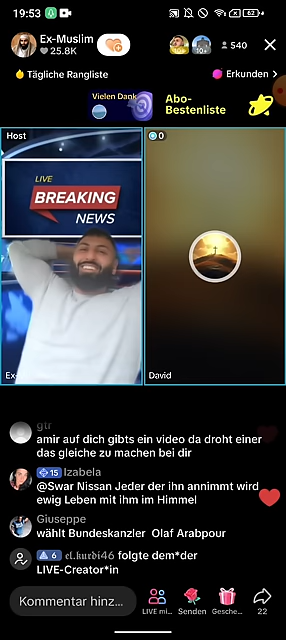 19:53
62
Ex-Muslim
25.8K
10+
540
Tägliche Rangliste
Erkunden
Vielen Dank
Abo-
Bestenliste
Host
0
LIVE
BREAKING
NEWS
Ex-
David
gtr
amir auf dich gibts ein video da droht einer
das gleiche zu machen bei dir
15 Izabela
@Swar Nissan Jeder der ihn annimmt wird
ewig Leben mit ihm im Himmel
Giuseppe
wählt Bundeskanzler Olaf Arabpour
6 el.kurdi46 folgte dem*der
LIVE-Creator*in
Kommentar hinz...
LIVE mi...
Senden
Gesche...
22